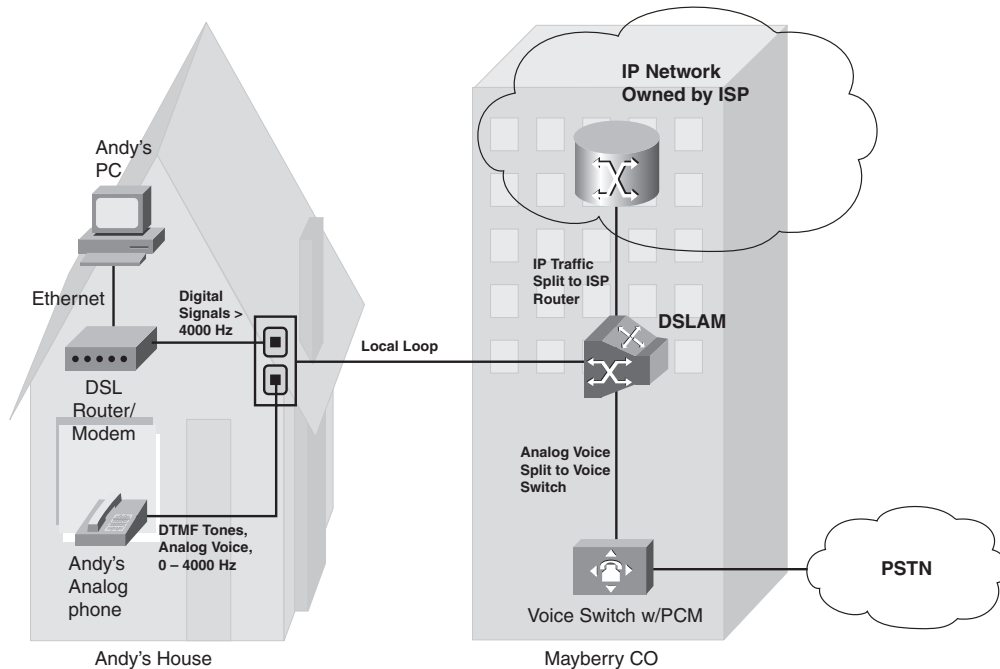 IP Network
Owned by ISP
Andy's
PC
Ethernet
Digital
Signals >
4000 Hz
IP Traffic
Split to ISP
Router
DSLAM
Local Loop
DSL
Router/
Modem
Analog Voice
Split to Voice
Switch
DTMF Tones,
Analog Voice,
0 – 4000 Hz
Andy's
Analog
phone
PSTN
Voice Switch w/PCM
Andy's House
Mayberry CO